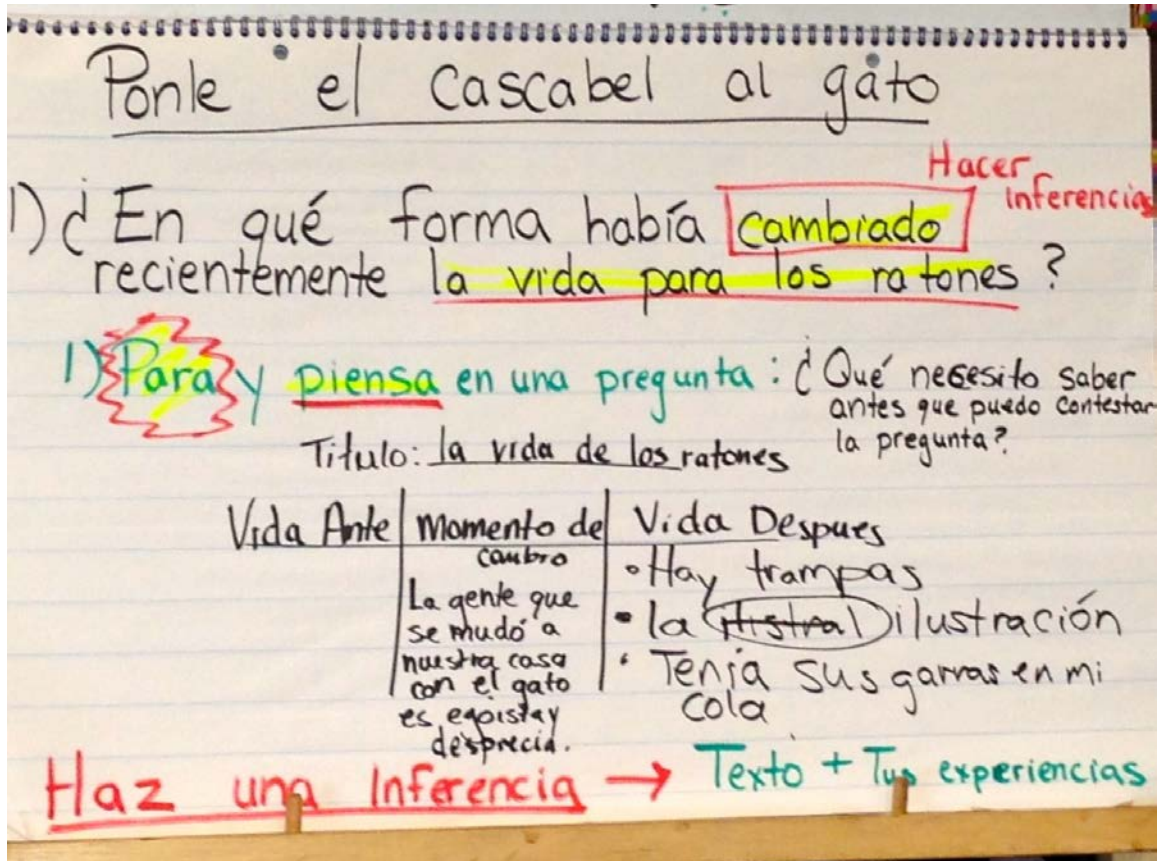 Ponle el Cascabel al gato
Hacer
inferencias
1) ¿En qué forma había cambiado
recientemente la vida para los ratones?
1) Para y piensa en una pregunta: ¿Qué necesito saber
antes que puedo contestar
la pregunta?
Titulo: la vida de los ratones
Vida Ante
Momento de
cambio
La gente que
se mudó a
nuestra casa
con el gato
es egoista y
desprecia.
Vida Despues
• Hay trampas
• la ilustración
• Tenía sus garras en mi
cola
Haz una Inferencia → Texto + Tus experiencias